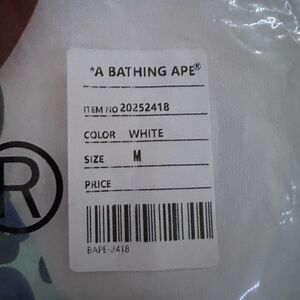 *A BATHING APE®
ITEM NO 20252418
COLOR WHITE
SIZE M
PRICE
BAPE-2418
®